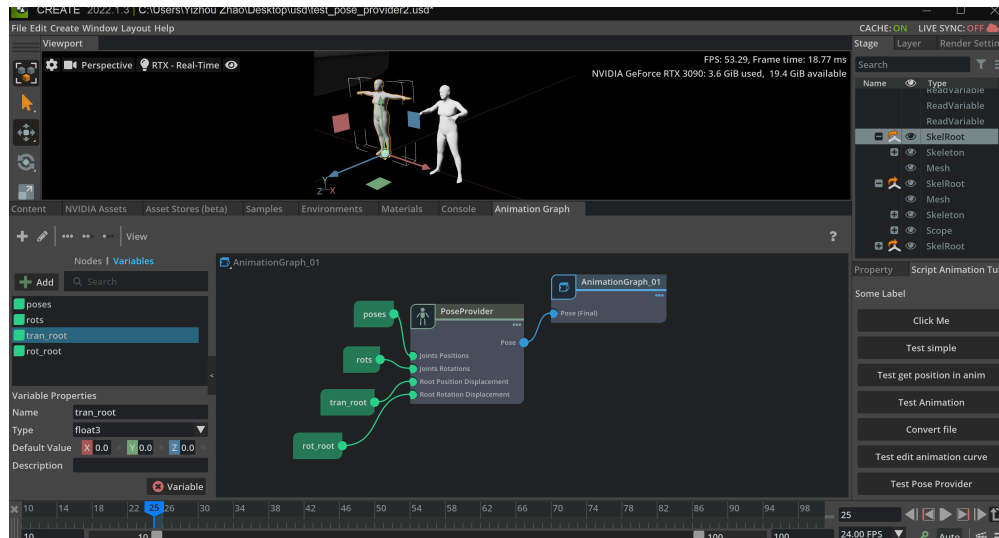 CREATE 2022.1.3 | C:\Users\Yizhou Zhao\Desktop\usd\test_pose_provider2.usd*
File Edit Create Window Layout Help
CACHE: ON LIVE SYNC: OFF
Viewport
Stage Layer Render Settin
Perspective RTX - Real-Time
FPS: 53.29, Frame time: 18.77 ms
NVIDIA GeForce RTX 3090: 3.6 GiB used, 19.4 GiB available
Search
Name Type
ReadVariable
ReadVariable
ReadVariable
SkelRoot
Skeleton
Mesh
SkelRoot
Mesh
Skeleton
Scope
SkelRoot
Y
Z X
Content NVIDIA Assets Asset Stores (beta) Samples Environments Materials Console Animation Graph
View ?
Nodes | Variables
Add Search
poses
rots
tran_root
rot_root
Variable Properties
Name tran_root
Type float3
Default Value X 0.0 Y 0.0 Z 0.0
Description
Variable
AnimationGraph_01
poses
rots
tran_root
rot_root
PoseProvider
Pose
Joints Positions
Joints Rotations
Root Position Displacement
Root Rotation Displacement
AnimationGraph_01
Pose (Final)
Property Script Animation Tu
Some Label
Click Me
Test simple
Test get position in anim
Test Animation
Convert file
Test edit animation curve
Test Pose Provider
10 14 18 22 25 26 30 34 38 42 46 50 54 58 62 66 70 74 78 82 86 90 94 98
25
10 10 100 100 24.00 FPS Auto